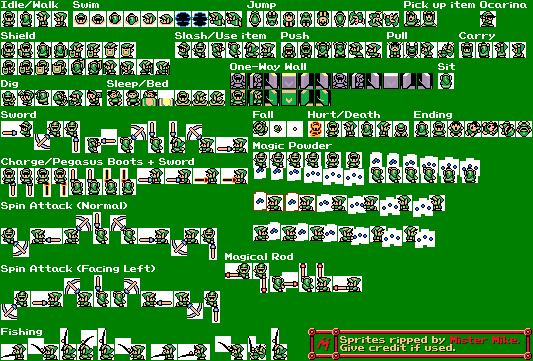 Idle/Walk Swim Jump Pick up item Ocarina
Shield Slash/Use item Push Pull Carry
One-Way Wall Sit
Dig Sleep/Bed
Sword Fall Hurt/Death Ending
Magic Powder
Charge/Pegasus Boots + Sword
Spin Attack (Normal)
Spin Attack (Facing Left)
Magical Rod
Fishing
Sprites ripped by Mister Mike.
Give credit if used.